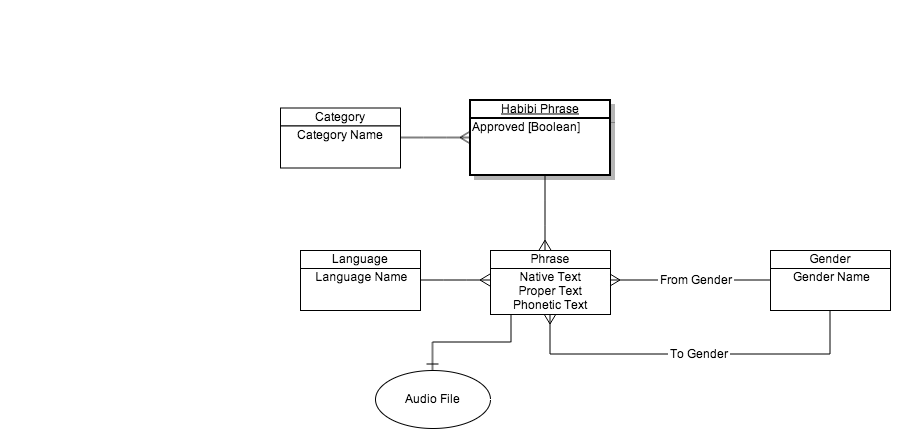 Habibi Phrase
Approved [Boolean]
Category
Category Name
Language
Language Name
Phrase
Native Text
Proper Text
Phonetic Text
From Gender
Gender
Gender Name
To Gender
Audio File